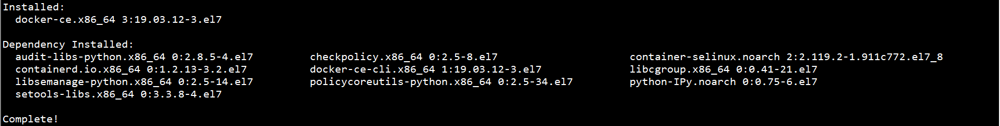 Installed:
docker-ce.x86_64 3:19.03.12-3.el7
Dependency Installed:
audit-libs-python.x86_64 0:2.8.5-4.el7 checkpolicy.x86_64 0:2.5-8.el7 container-selinux.noarch 2:2.119.2-1.911c772.el7_8
containerd.io.x86_64 0:1.2.13-3.2.el7 docker-ce-cli.x86_64 1:19.03.12-3.el7 libcgroup.x86_64 0:0.41-21.el7
libsemanage-python.x86_64 0:2.5-14.el7 policycoreutils-python.x86_64 0:2.5-34.el7 python-IPy.noarch 0:0.75-6.el7
setools-libs.x86_64 0:3.3.8-4.el7
Complete!